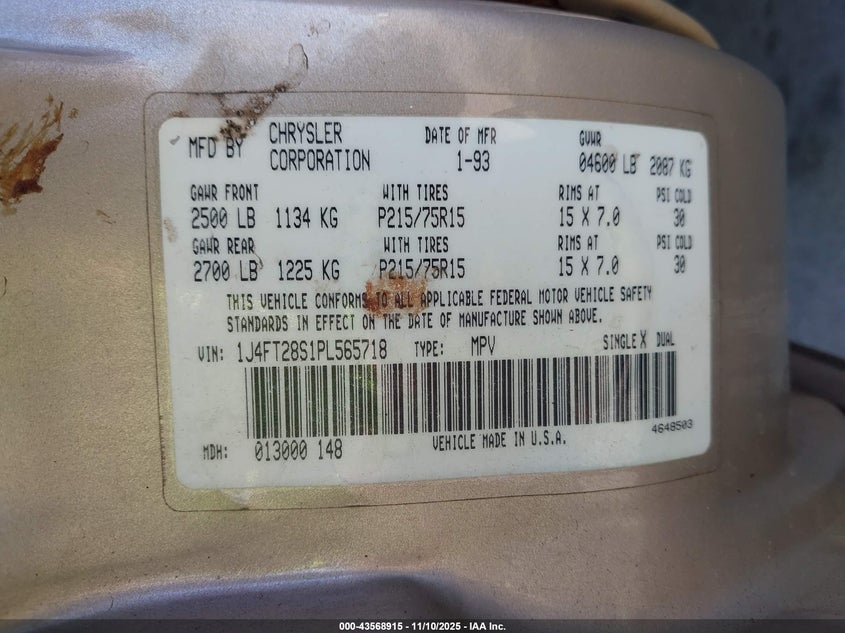 MFD BY CHRYSLER CORPORATION DATE OF MFR 1-93 GVWR 04600 LB 2087 KG
GAWR FRONT WITH TIRES RIMS AT PSI COLD
2500 LB 1134 KG P215/75R15 15 X 7.0 30
GAWR REAR WITH TIRES RIMS AT PSI COLD
2700 LB 1225 KG P215/75R15 15 X 7.0 30
THIS VEHICLE CONFORMS TO ALL APPLICABLE FEDERAL MOTOR VEHICLE SAFETY
STANDARDS IN EFFECT ON THE DATE OF MANUFACTURE SHOWN ABOVE.
VIN: 1J4FT28S1PL565718 TYPE: MPV SINGLE X DUAL
4648503
MDH: 013000 148 VEHICLE MADE IN U.S.A.
000-43568915 - 11/10/2025 - IAA Inc.